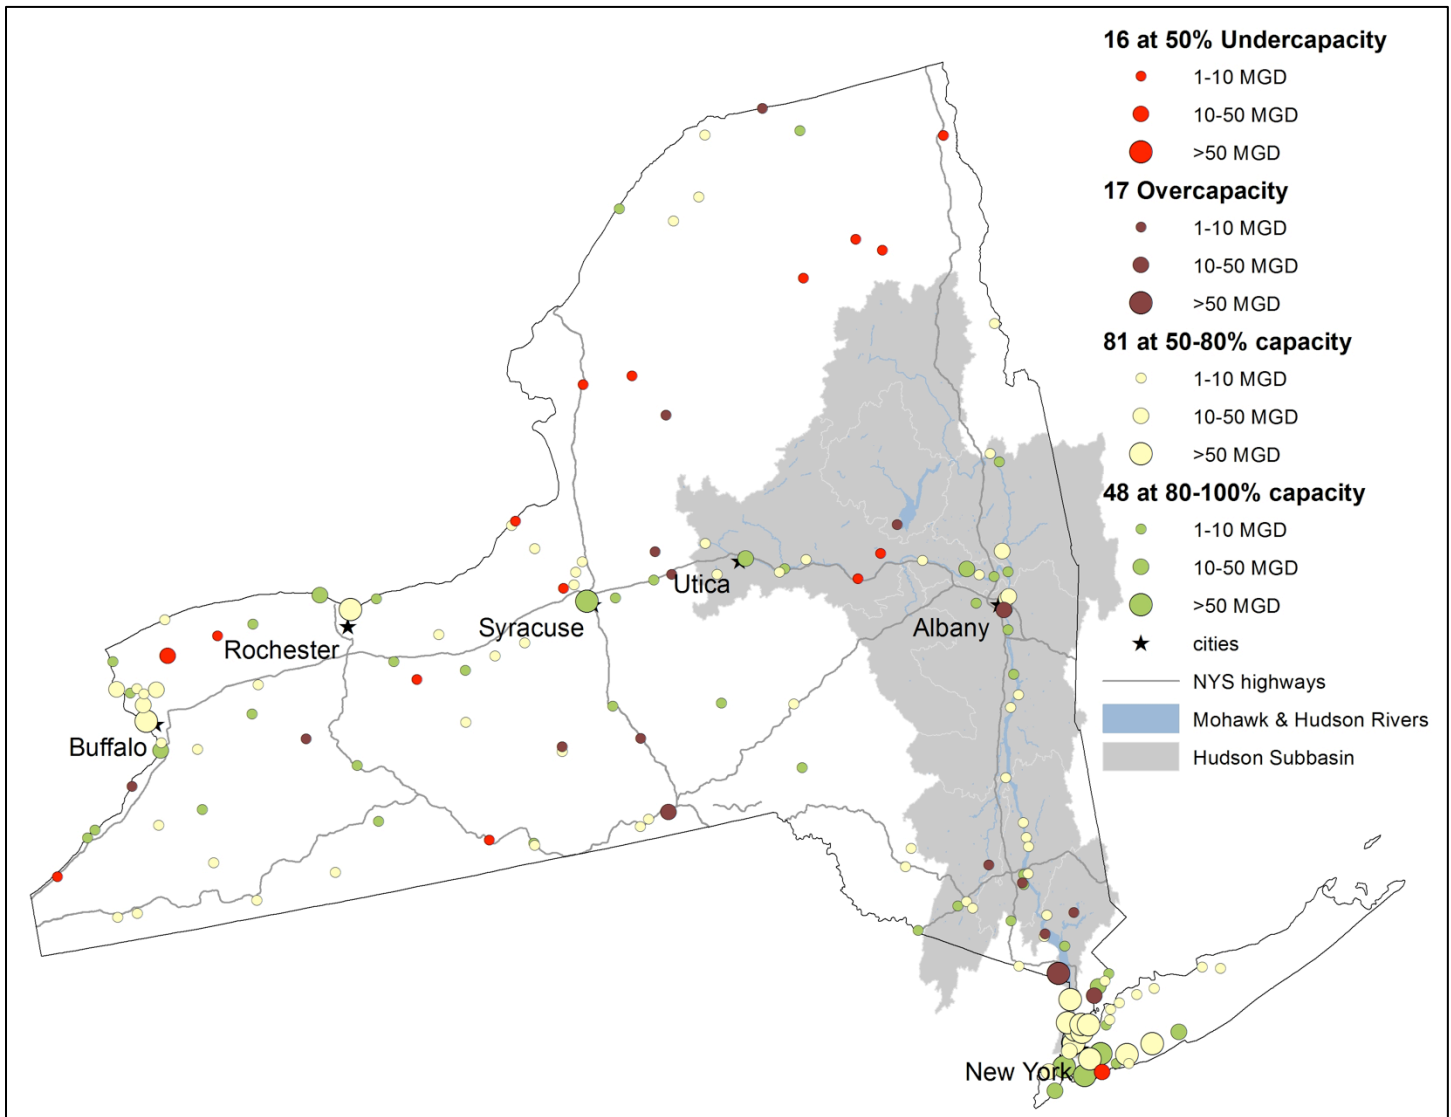 16 at 50% Undercapacity
1-10 MGD
10-50 MGD
>50 MGD
17 Overcapacity
1-10 MGD
10-50 MGD
>50 MGD
81 at 50-80% capacity
1-10 MGD
10-50 MGD
>50 MGD
48 at 80-100% capacity
1-10 MGD
10-50 MGD
>50 MGD
cities
NYS highways
Mohawk & Hudson Rivers
Hudson Subbasin
Utica
Syracuse
Albany
Rochester
Buffalo
New York